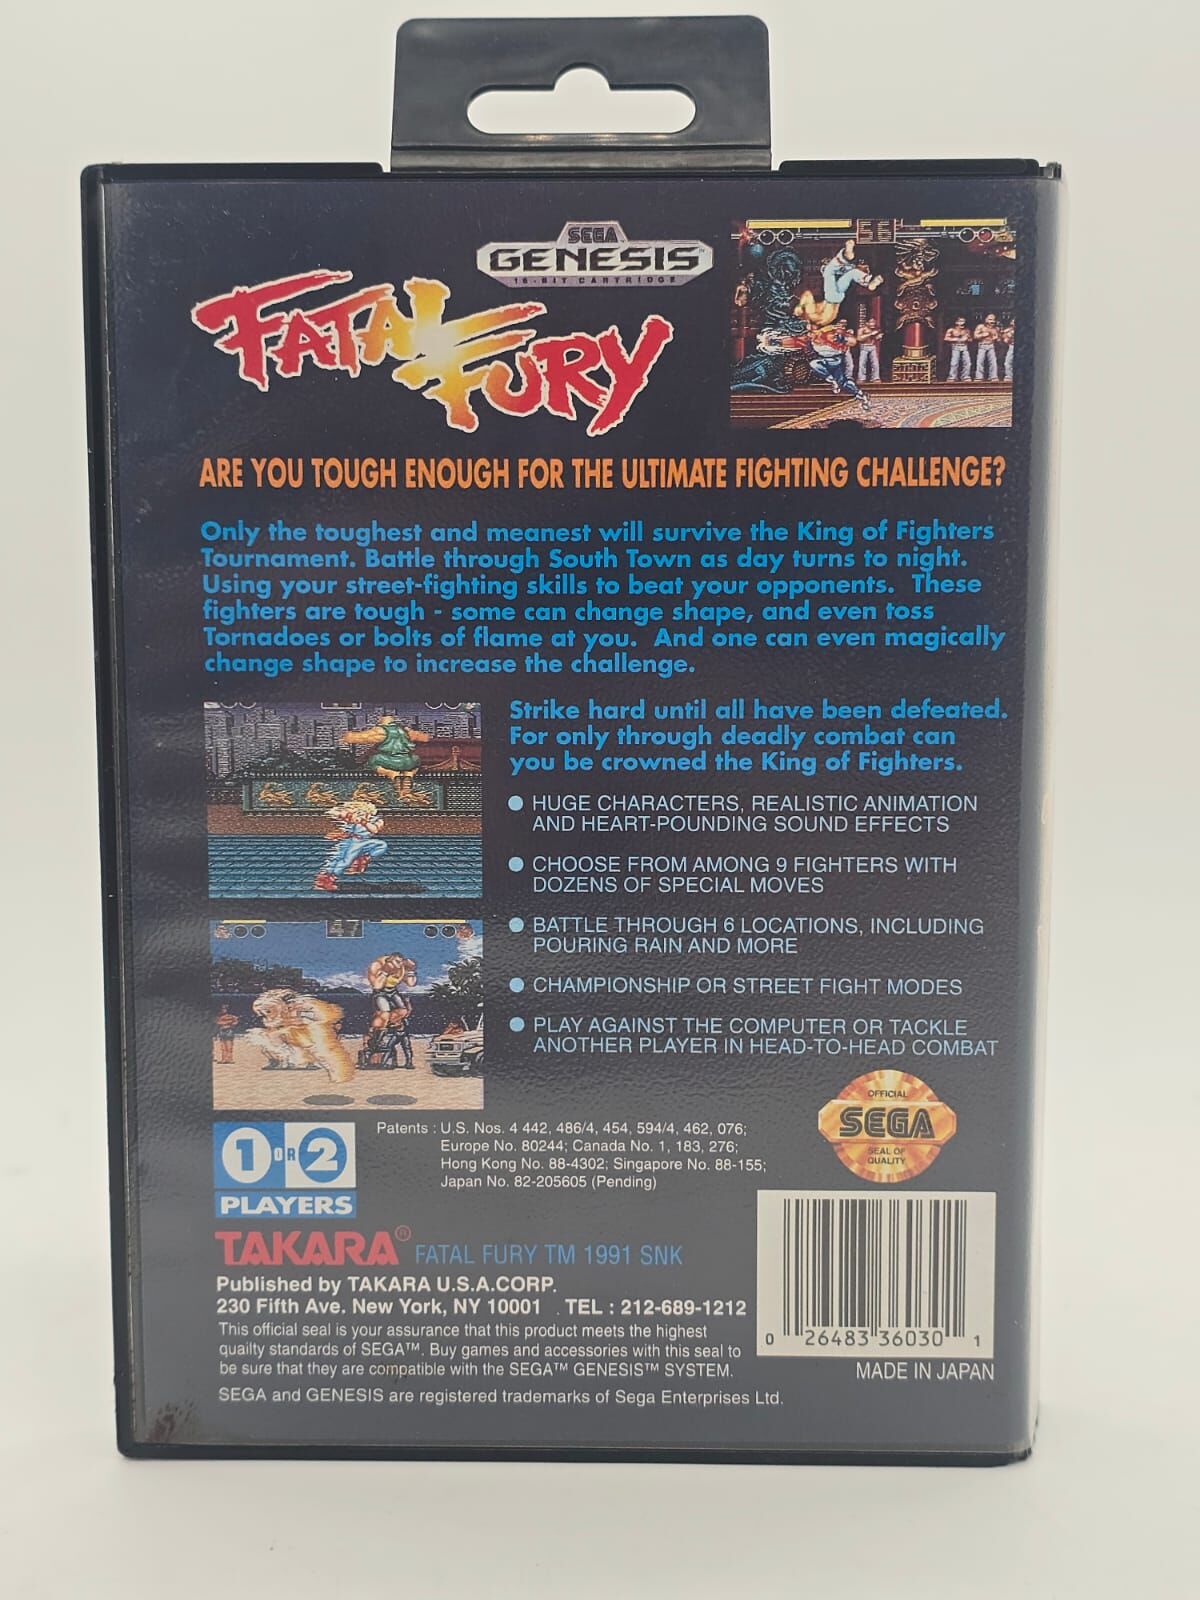 SEGA
GENESIS
16-BIT CARTRIDGE
56
FATAL
FURY
ARE YOU TOUGH ENOUGH FOR THE ULTIMATE FIGHTING CHALLENGE?
Only the toughest and meanest will survive the King of Fighters
Tournament. Battle through South Town as day turns to night.
Using your street-fighting skills to beat your opponents. These
fighters are tough - some can change shape, and even toss
Tornadoes or bolts of flame at you. And one can even magically
change shape to increase the challenge.
Strike hard until all have been defeated.
For only through deadly combat can
you be crowned the King of Fighters.
● HUGE CHARACTERS, REALISTIC ANIMATION
AND HEART-POUNDING SOUND EFFECTS
● CHOOSE FROM AMONG 9 FIGHTERS WITH
DOZENS OF SPECIAL MOVES
● BATTLE THROUGH 6 LOCATIONS, INCLUDING
POURING RAIN AND MORE
● CHAMPIONSHIP OR STREET FIGHT MODES
● PLAY AGAINST THE COMPUTER OR TACKLE
ANOTHER PLAYER IN HEAD-TO-HEAD COMBAT
47
1 OR 2
PLAYERS
Patents : U.S. Nos. 4 442, 486/4, 454, 594/4, 462, 076;
Europe No. 80244; Canada No. 1, 183, 276;
Hong Kong No. 88-4302; Singapore No. 88-155;
Japan No. 82-205605 (Pending)
OFFICIAL
SEGA
SEAL OF
QUALITY
TAKARA® FATAL FURY TM 1991 SNK
Published by TAKARA U.S.A.CORP.
230 Fifth Ave. New York, NY 10001 . TEL : 212-689-1212
This official seal is your assurance that this product meets the highest
quailty standards of SEGA™. Buy games and accessories with this seal to
be sure that they are compatible with the SEGA™ GENESIS™ SYSTEM.
SEGA and GENESIS are registered trademarks of Sega Enterprises Ltd.
0 26483 36030 1
MADE IN JAPAN